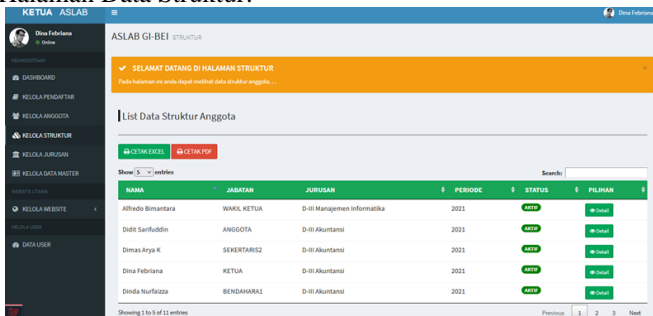 Halaman Data Struktur.
KETUA ASLAB
Dina Febriana
Dina Febriana
Online
ASLAB GI-BEI STRUKTUR
DASHBOARD
KELOLA PENDAFTAR
KELOLA ANGGOTA
KELOLA STRUKTUR
KELOLA JURUSAN
KELOLA DATA MASTER
WEBSITE UTAMA
KELOLA WEBSITE
KELOLA USER
DATA USER
SELAMAT DATANG DI HALAMAN STRUKTUR
Pada halaman ini anda dapat melihat data struktur anggota. ...
List Data Struktur Anggota
CETAK EXCEL CETAK PDF
Show 5 entries Search:
NAMA JABATAN JURUSAN PERIODE STATUS PILIHAN
Alfredo Bimantara WAKIL KETUA D-III Manajemen Informatika 2021 AKTIF Detail
Didit Sarifuddin ANGGOTA D-III Akuntansi 2021 AKTIF Detail
Dimas Arya K SEKERTARIS2 D-III Akuntansi 2021 AKTIF Detail
Dina Febriana KETUA D-III Akuntansi 2021 AKTIF Detail
Dinda Nurfaizza BENDAHARA1 D-III Akuntansi 2021 AKTIF Detail
Showing 1 to 5 of 11 entries Previous 1 2 3 Next